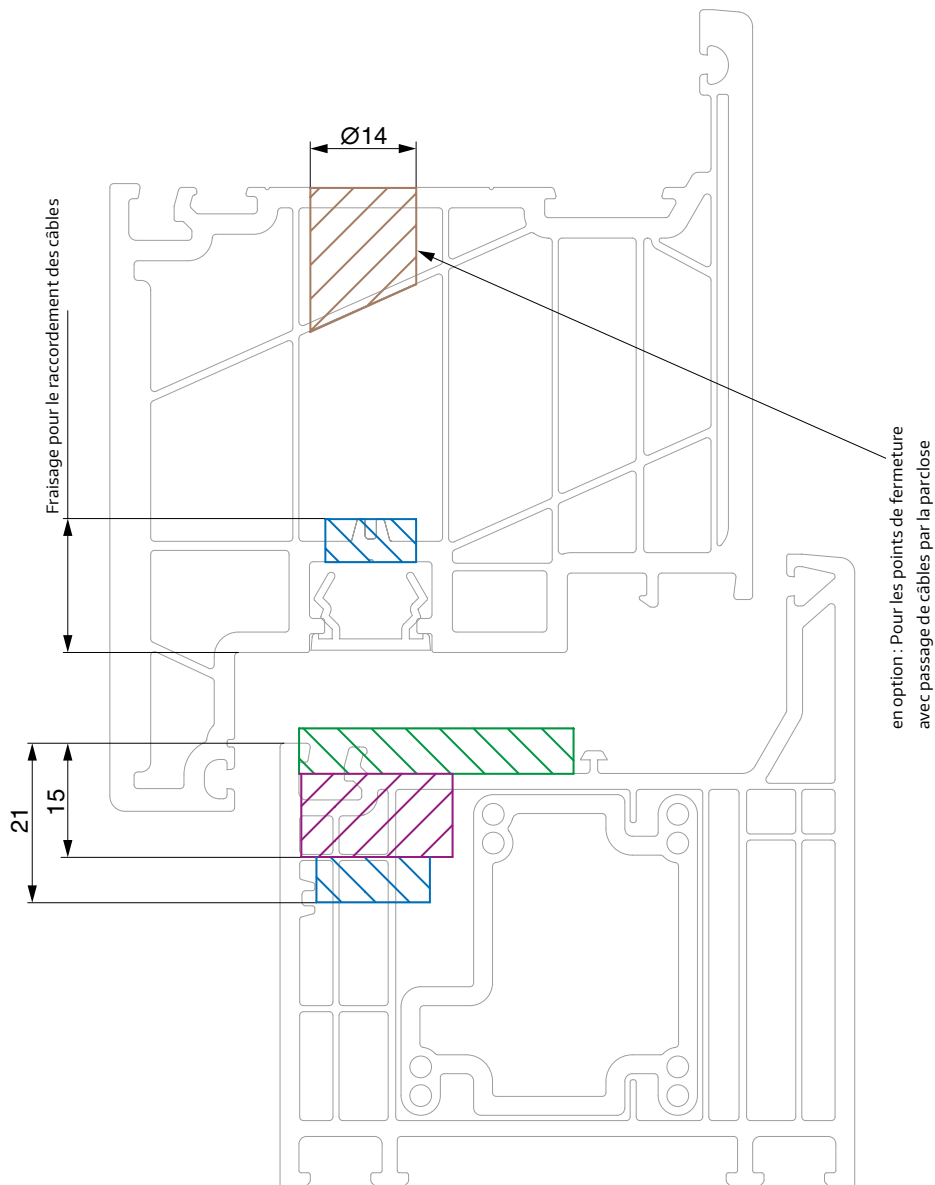 Ø14
Fraisage pour le raccordement des câbles
en option : Pour les points de fermeture
avec passage de câbles par la parclose
15
21